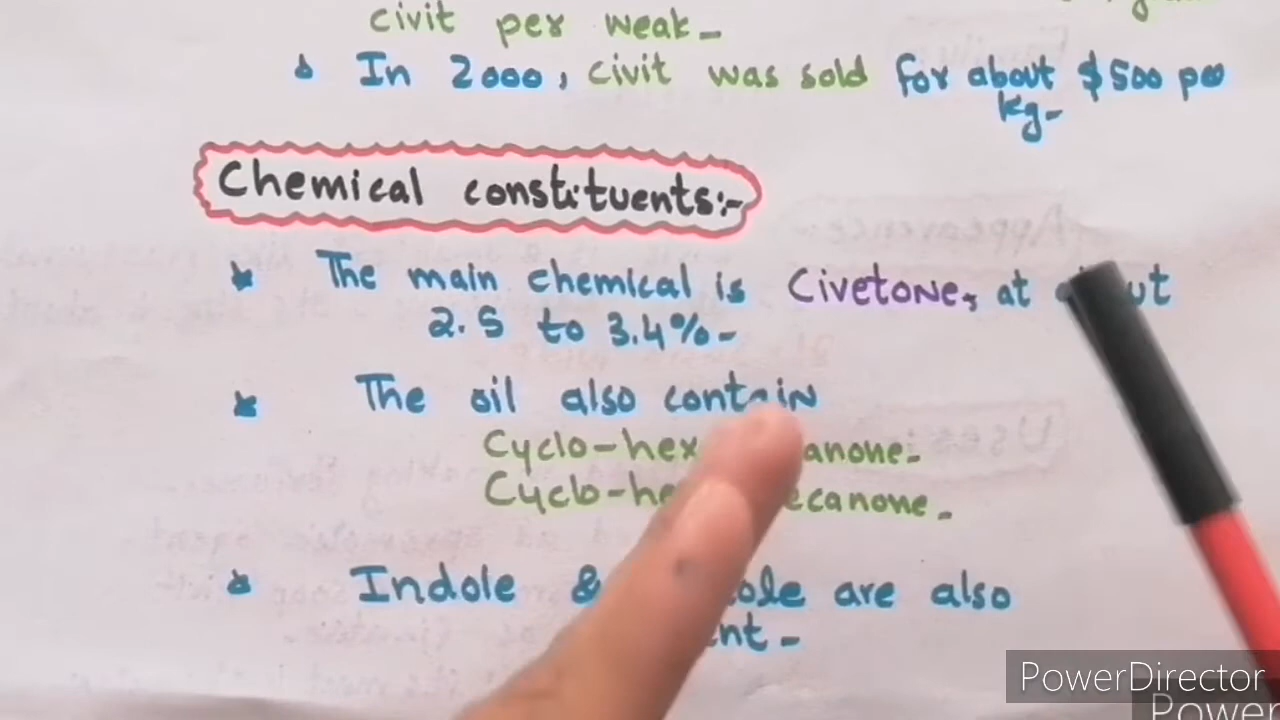 civit per weak-
In 2000, civit was sold for about $500 per
kg-
Chemical constituents:-
The main chemical is Civetone, at
2.5 to 3.4%-
The oil also contain
Cyclo-hex anone-
Cyclo-he ecanone-
Indole & ole are also
nt-
PowerDirector
Power